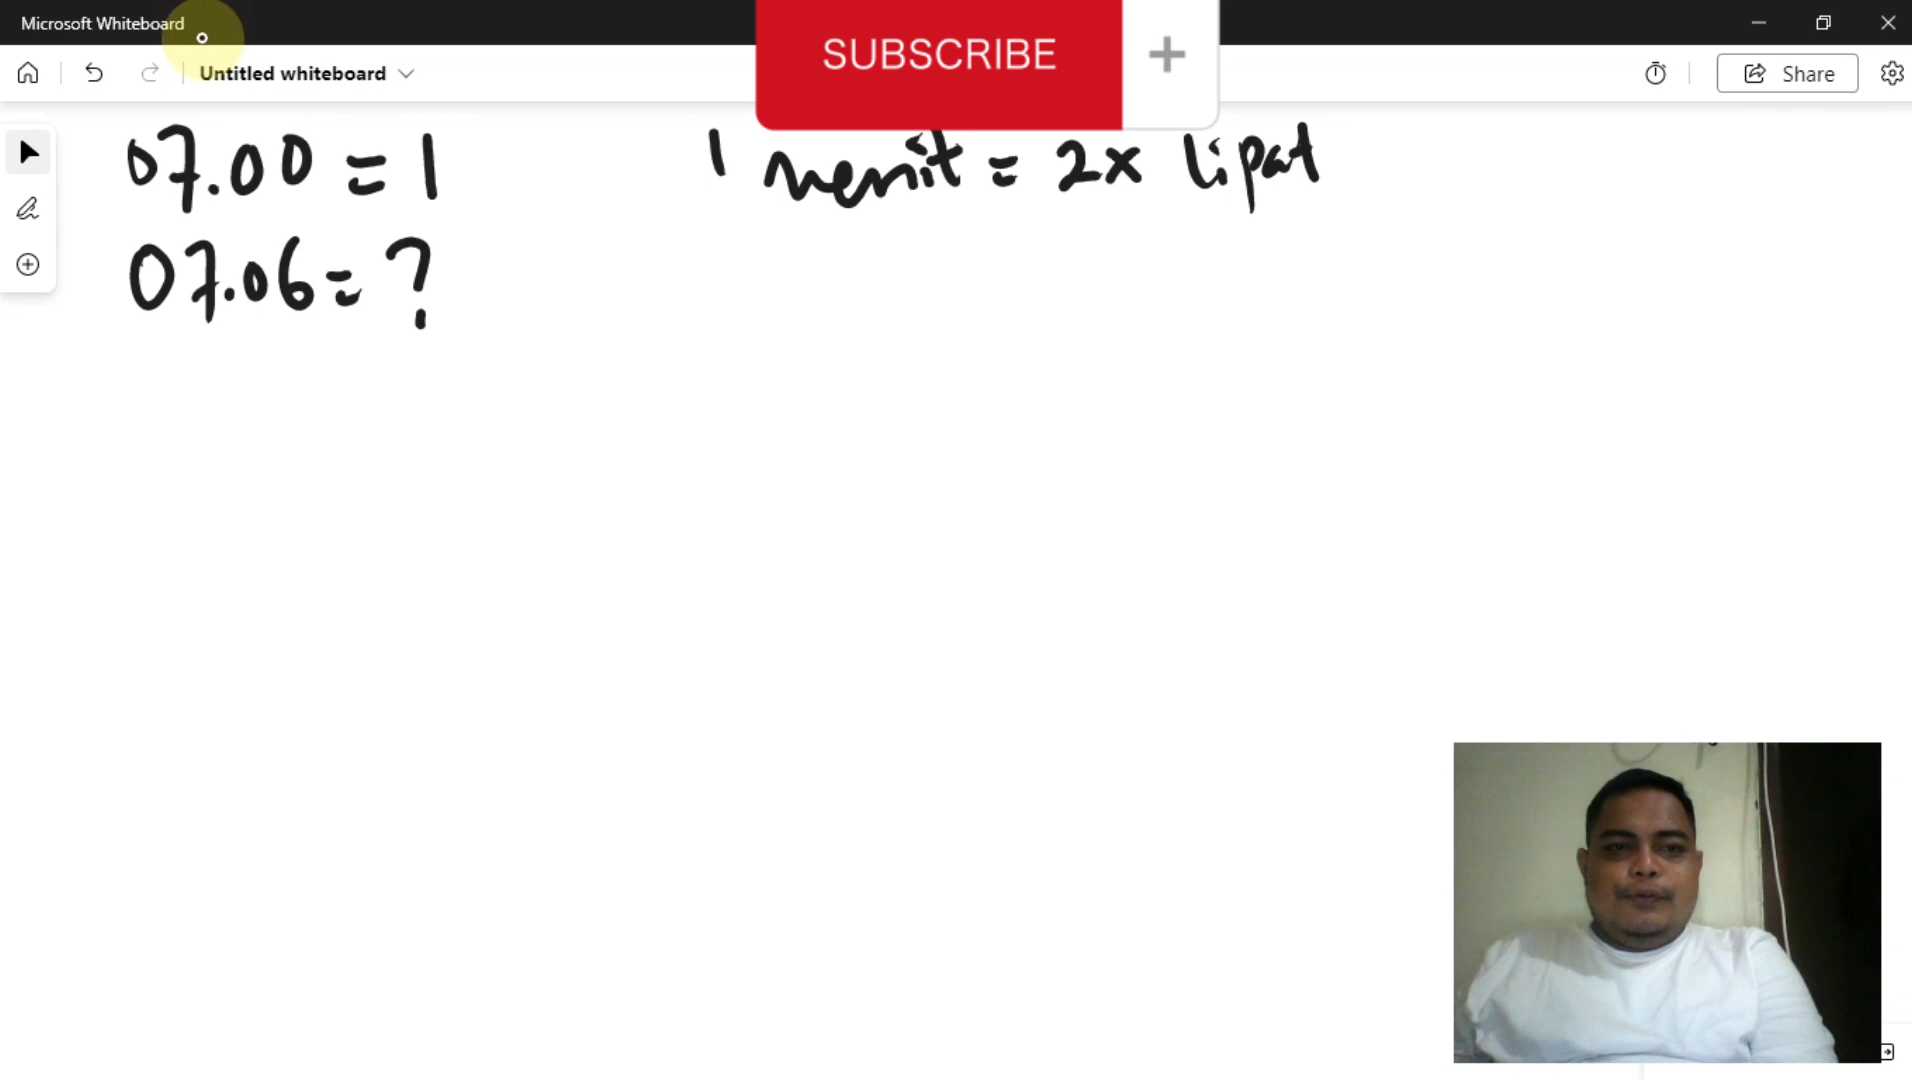 Microsoft Whiteboard
SUBSCRIBE +
Untitled whiteboard
Share
07.00 = 1
1 menit = 2x lipat
07.06 = ?